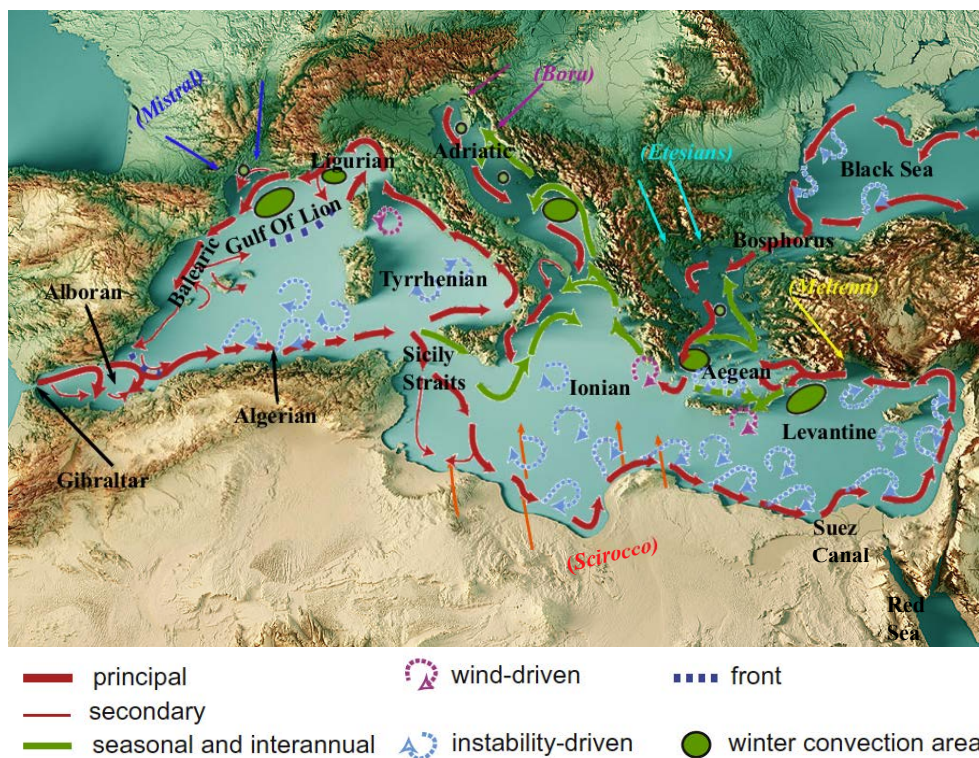 (Mistral)
(Bora)
Ligurian
Adriatic
(Etesians)
Black Sea
Gulf Of Lion
Balearic
Bosphorus
Alboran
Tyrrhenian
(Meltemi)
Sicily
Straits
Ionian
Aegean
Algerian
Levantine
Gibraltar
(Scirocco)
Suez
Canal
Red
Sea
principal
wind-driven
front
secondary
seasonal and interannual
instability-driven
winter convection area